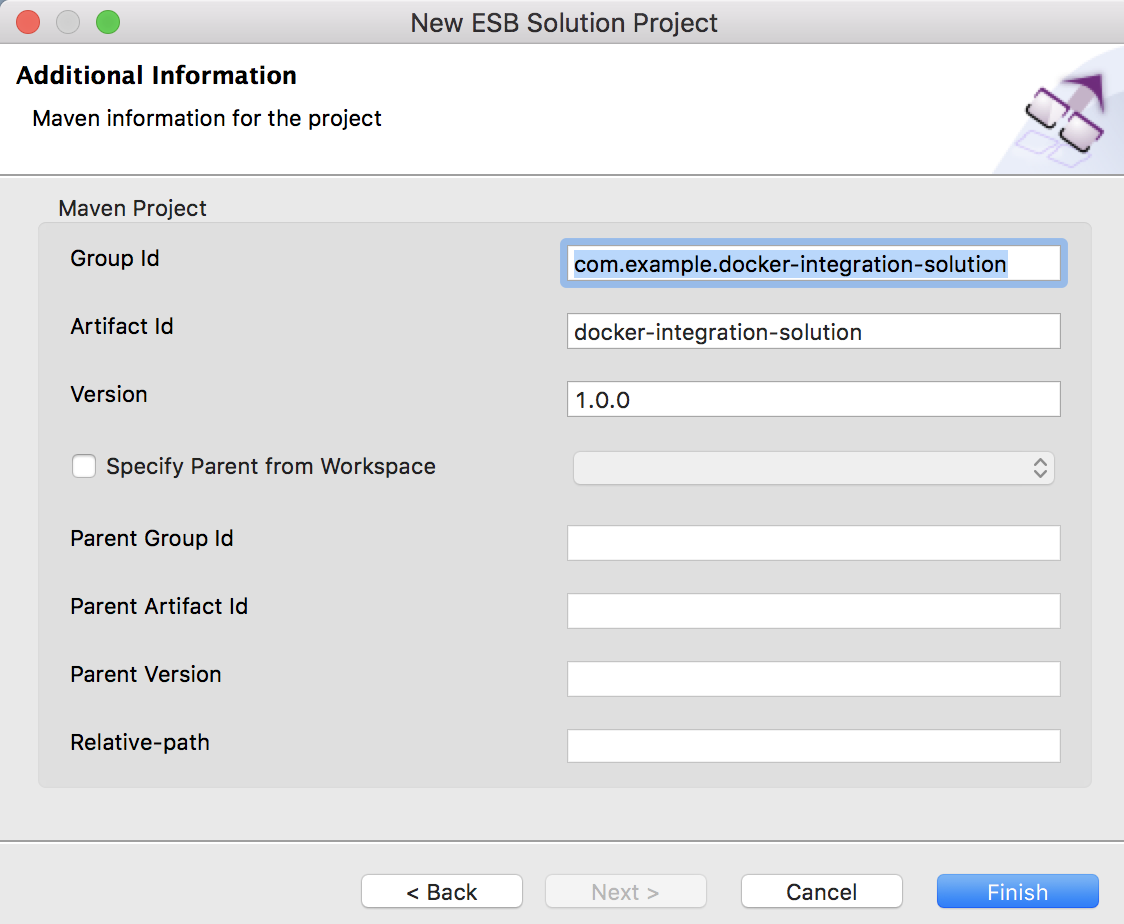 New ESB Solution Project
Additional Information
Maven information for the project
Maven Project
Group Id com.example.docker-integration-solution
Artifact Id docker-integration-solution
Version 1.0.0
Specify Parent from Workspace
Parent Group Id
Parent Artifact Id
Parent Version
Relative-path
< Back Next > Cancel Finish